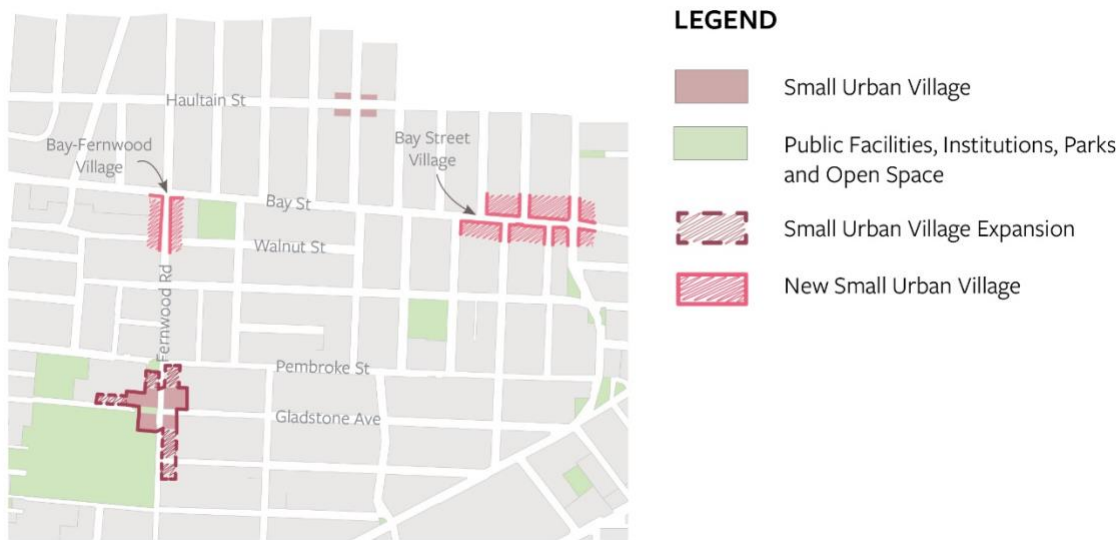 Haultain St
Bay-Fernwood
Village
Bay Street
Village
Bay St
Walnut St
Fernwood Rd
Pembroke St
Gladstone Ave
LEGEND
Small Urban Village
Public Facilities, Institutions, Parks
and Open Space
Small Urban Village Expansion
New Small Urban Village